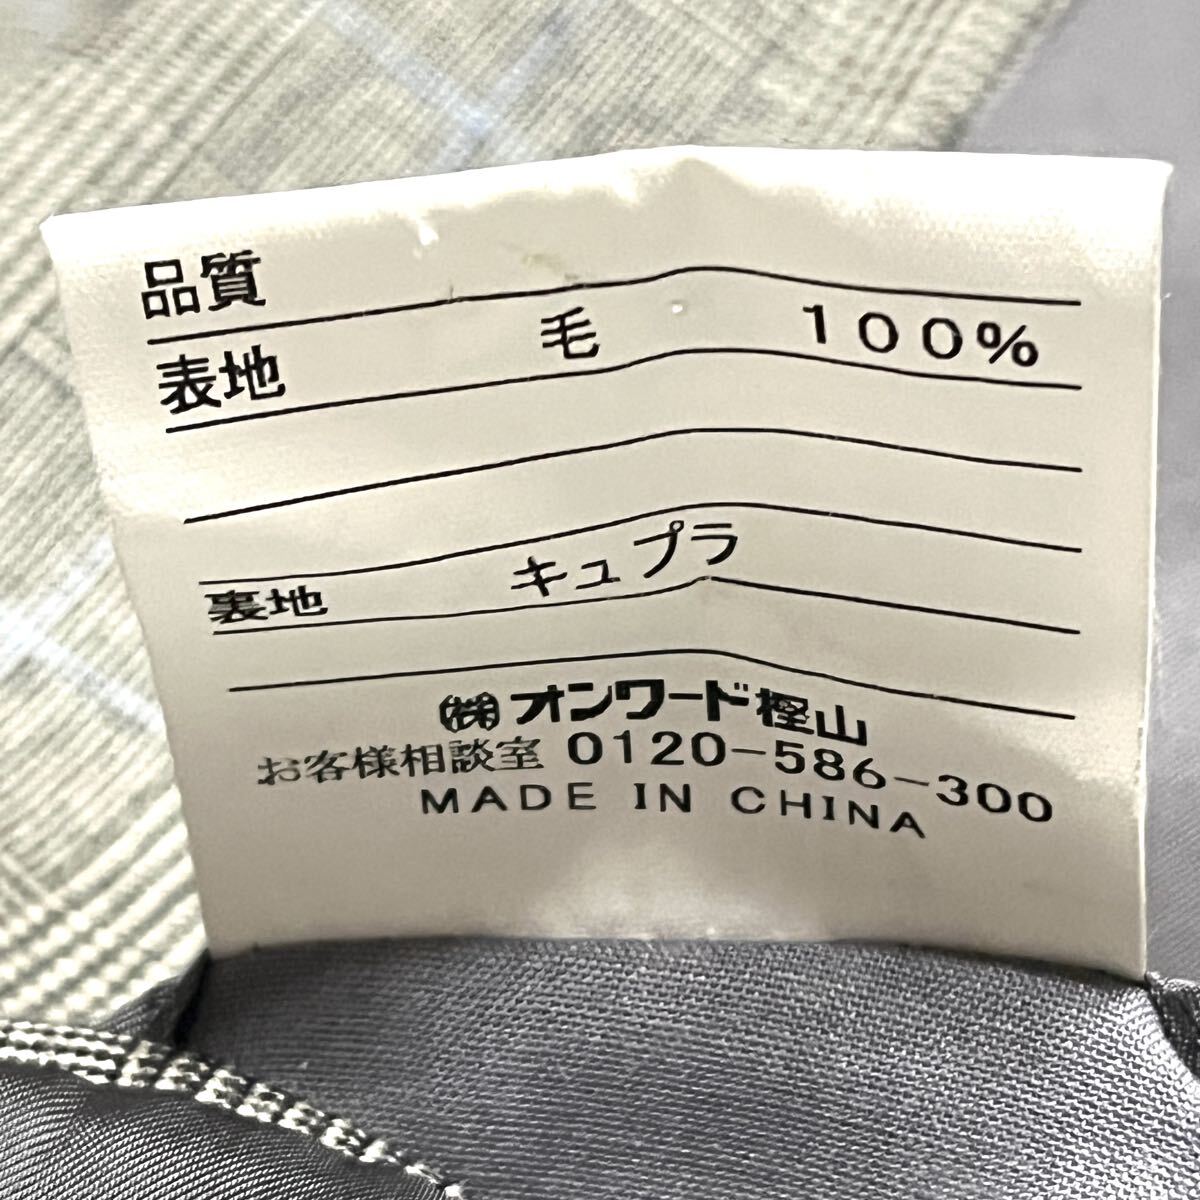 品質
表地 毛 100%
裏地 キュプラ
㈱オンワード樫山
お客様相談室 0120-586-300
MADE IN CHINA